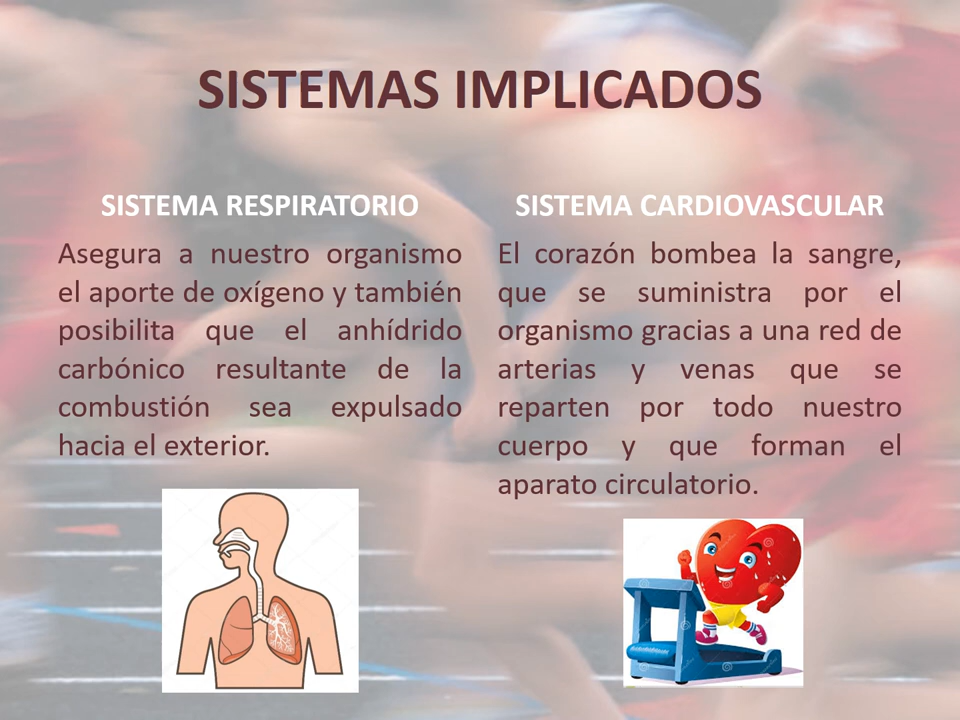 SISTEMAS IMPLICADOS
SISTEMA RESPIRATORIO
Asegura a nuestro organismo
el aporte de oxígeno y también
posibilita que el anhídrido
carbónico resultante de la
combustión sea expulsado
hacia el exterior.
SISTEMA CARDIOVASCULAR
El corazón bombea la sangre,
que se suministra por el
organismo gracias a una red de
arterias y venas que se
reparten por todo nuestro
cuerpo y que forman el
aparato circulatorio.